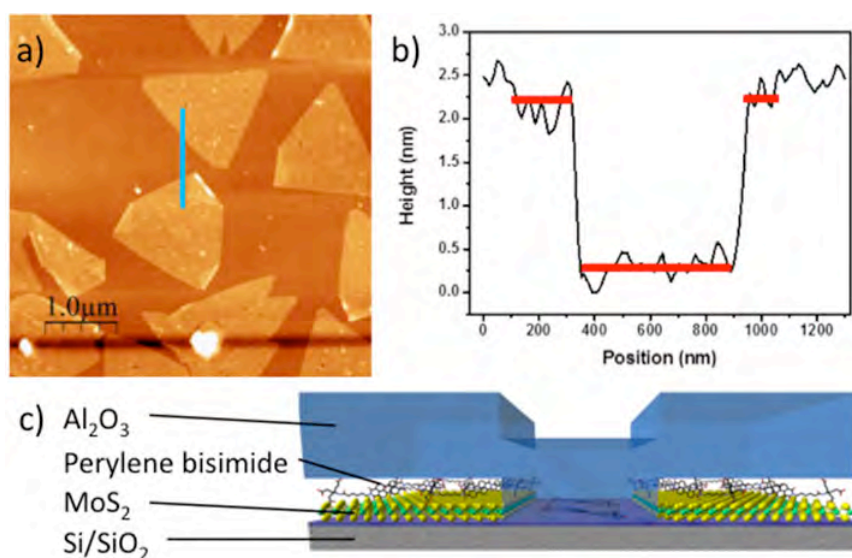 a)
1.0µm
b)
Height (nm)
3.0
2.5
2.0
1.5
1.0
0.5
0.0
0 200 400 600 800 1000 1200
Position (nm)
c) Al₂O₃
Perylene bisimide
MoS₂
Si/SiO₂